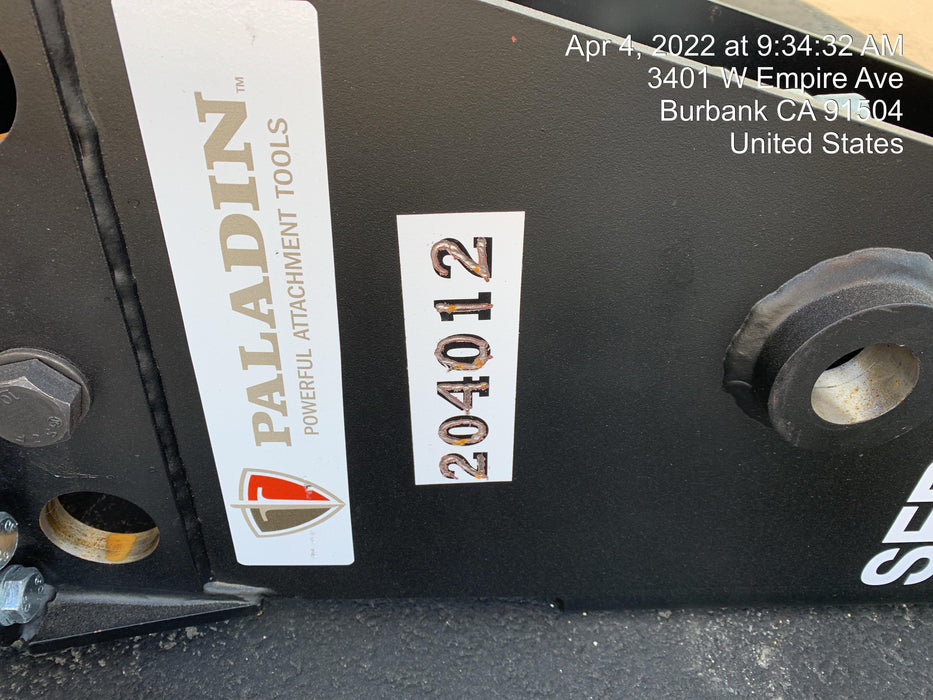 Apr 4, 2022 at 9:34:32 AM
3401 W Empire Ave
Burbank CA 91504
United States
PALADIN™
POWERFUL ATTACHMENT TOOLS
204012